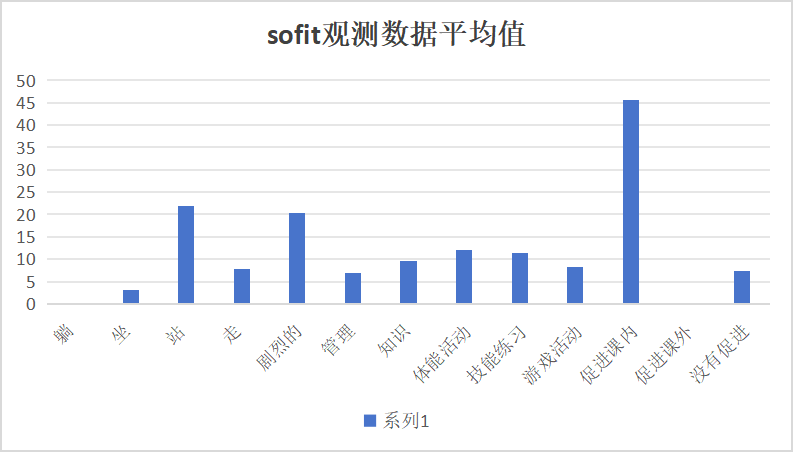 sofit观测数据平均值
50
45
40
35
30
25
20
15
10
5
0
躺
坐
站
走
剧烈的
管理
知识
体能活动
技能练习
游戏活动
促进课内
促进课外
没有促进
系列1